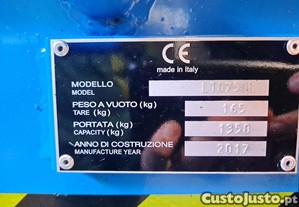 CE
made in Italy
MODELLO
MODEL
PESO A VUOTO (kg) 165
TARE (kg)
PORTATA (kg) 1350
CAPACITY (kg)
ANNO DI COSTRUZIONE 2017
MANUFACTURE YEAR
CustoJusto.pt